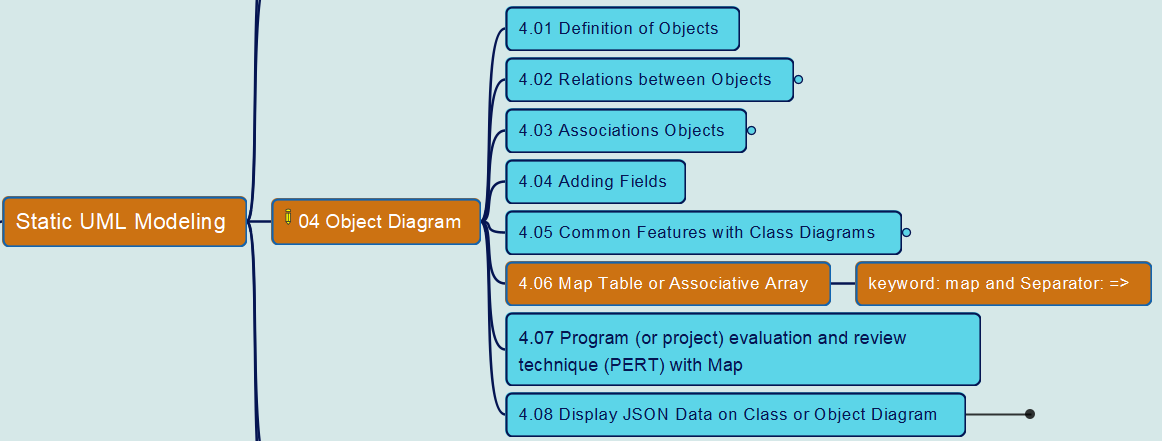 4.01 Definition of Objects
4.02 Relations between Objects
4.03 Associations Objects
4.04 Adding Fields
Static UML Modeling
04 Object Diagram
4.05 Common Features with Class Diagrams
4.06 Map Table or Associative Array
keyword: map and Separator: =>
4.07 Program (or project) evaluation and review
technique (PERT) with Map
4.08 Display JSON Data on Class or Object Diagram